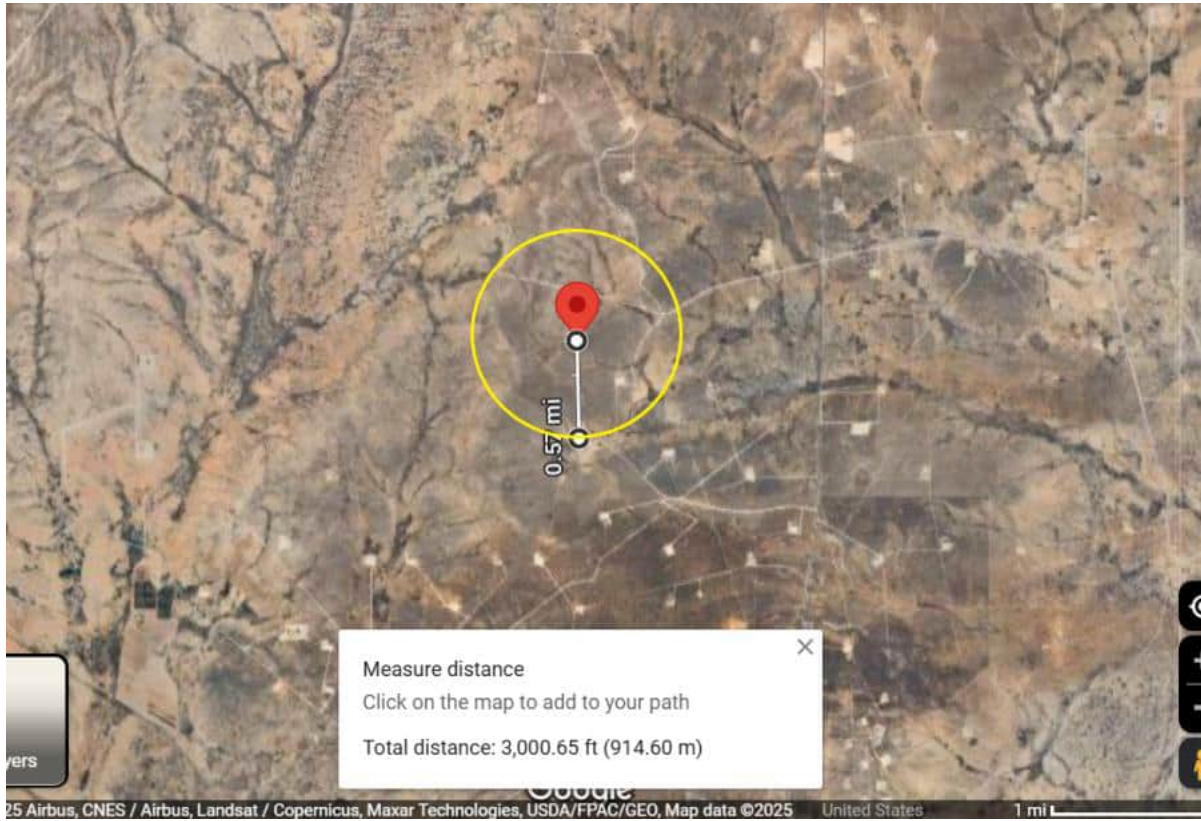 0.57 mi
Measure distance
Click on the map to add to your path
Total distance: 3,000.65 ft (914.60 m)
yers
Google
25 Airbus, CNES / Airbus, Landsat / Copernicus, Maxar Technologies, USDA/FPAC/GEO, Map data ©2025 United States 1 mi